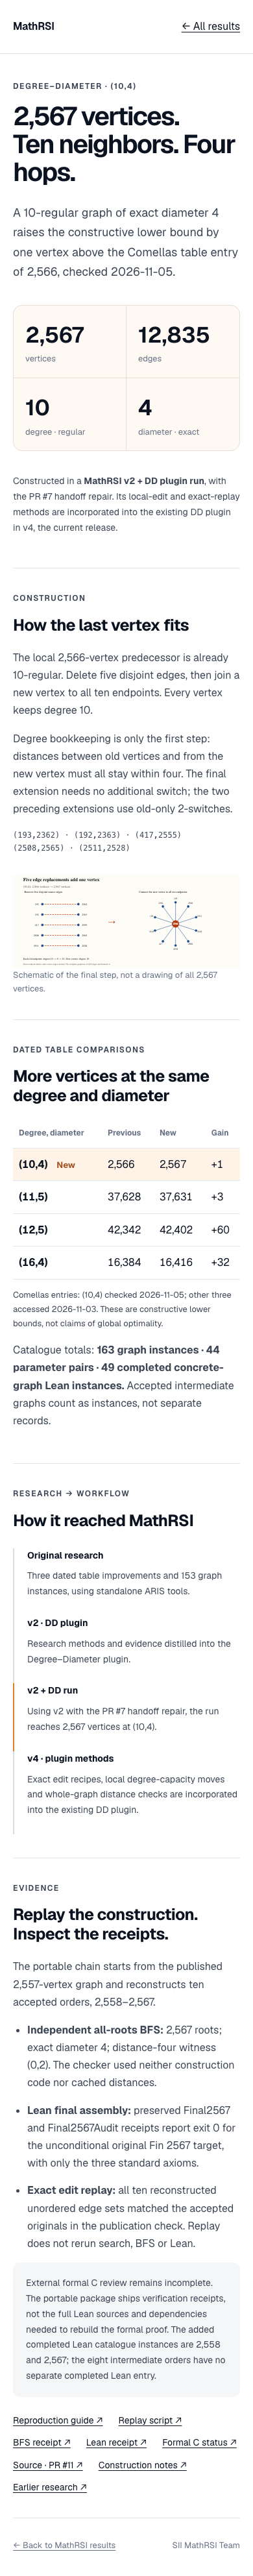 MathRSI
← All results
DEGREE–DIAMETER · (10,4)
2,567 vertices.
Ten neighbors. Four
hops.
A 10-regular graph of exact diameter 4
raises the constructive lower bound by
one vertex above the Comellas table entry
of 2,566, checked 2026-11-05.
2,567
vertices
12,835
edges
10
degree · regular
4
diameter · exact
Constructed in a MathRSI v2 + DD plugin run, with
the PR #7 handoff repair. Its local-edit and exact-replay
methods are incorporated into the existing DD plugin
in v4, the current release.
CONSTRUCTION
How the last vertex fits
The local 2,566-vertex predecessor is already
10-regular. Delete five disjoint edges, then join a
new vertex to all ten endpoints. Every vertex
keeps degree 10.
Degree bookkeeping is only the first step:
distances between old vertices and from the
new vertex must all stay within four. The final
extension needs no additional switch; the two
preceding extensions use old-only 2-switches.
(193,2362) · (192,2363) · (417,2555)
(2508,2565) · (2511,2528)
Five edge replacements add one vertex
Schematic of the final step, not a drawing of all 2,567
vertices.
DATED TABLE COMPARISONS
More vertices at the same
degree and diameter
Degree, diameter Previous New Gain
(10,4) New 2,566 2,567 +1
(11,5) 37,628 37,631 +3
(12,5) 42,342 42,402 +60
(16,4) 16,384 16,416 +32
Comellas entries: (10,4) checked 2026-11-05; other three
accessed 2026-11-03. These are constructive lower
bounds, not claims of global optimality.
Catalogue totals: 163 graph instances · 44
parameter pairs · 49 completed concrete-
graph Lean instances. Accepted intermediate
graphs count as instances, not separate
records.
RESEARCH → WORKFLOW
How it reached MathRSI
Original research
Three dated table improvements and 153 graph
instances, using standalone ARIS tools.
v2 · DD plugin
Research methods and evidence distilled into the
Degree–Diameter plugin.
v2 + DD run
Using v2 with the PR #7 handoff repair, the run
reaches 2,567 vertices at (10,4).
v4 · plugin methods
Exact edit recipes, local degree-capacity moves
and whole-graph distance checks are incorporated
into the existing DD plugin.
EVIDENCE
Replay the construction.
Inspect the receipts.
The portable chain starts from the published
2,557-vertex graph and reconstructs ten
accepted orders, 2,558–2,567.
• Independent all-roots BFS: 2,567 roots;
exact diameter 4; distance-four witness
(0,2). The checker used neither construction
code nor cached distances.
• Lean final assembly: preserved Final2567
and Final2567Audit receipts report exit 0 for
the unconditional original Fin 2567 target,
with only the three standard axioms.
• Exact edit replay: all ten reconstructed
unordered edge sets matched the accepted
originals in the publication check. Replay
does not rerun search, BFS or Lean.
External formal C review remains incomplete.
The portable package ships verification receipts,
not the full Lean sources and dependencies
needed to rebuild the formal proof. The added
completed Lean catalogue instances are 2,558
and 2,567; the eight intermediate orders have no
separate completed Lean entry.
Reproduction guide ↗ Replay script ↗
BFS receipt ↗ Lean receipt ↗ Formal C status ↗
Source · PR #11 ↗ Construction notes ↗
Earlier research ↗
← Back to MathRSI results
SII MathRSI Team